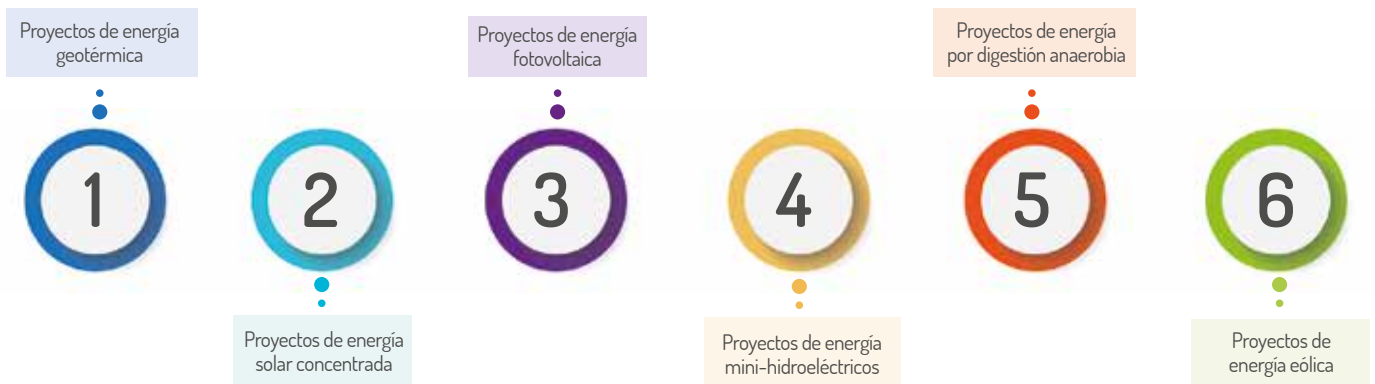 Proyectos de energía
geotérmica
1
2
Proyectos de energía
solar concentrada
Proyectos de energía
fotovoltaica
3
4
Proyectos de energía
mini-hidroeléctricos
Proyectos de energía
por digestión anaerobia
5
6
Proyectos de
energía eólica